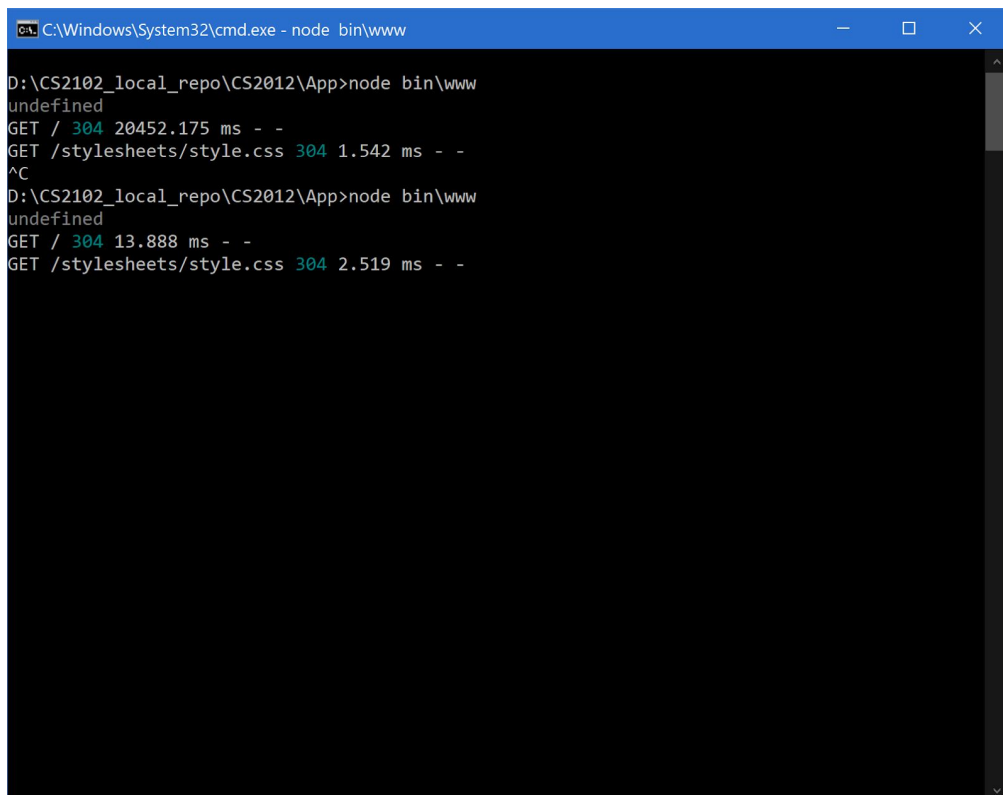 C:\Windows\System32\cmd.exe - node  bin\www
D:\CS2102_local_repo\CS2012\App>node bin\www
undefined
GET / 304 20452.175 ms - -
GET /stylesheets/style.css 304 1.542 ms - -
^C
D:\CS2102_local_repo\CS2012\App>node bin\www
undefined
GET / 304 13.888 ms - -
GET /stylesheets/style.css 304 2.519 ms - -